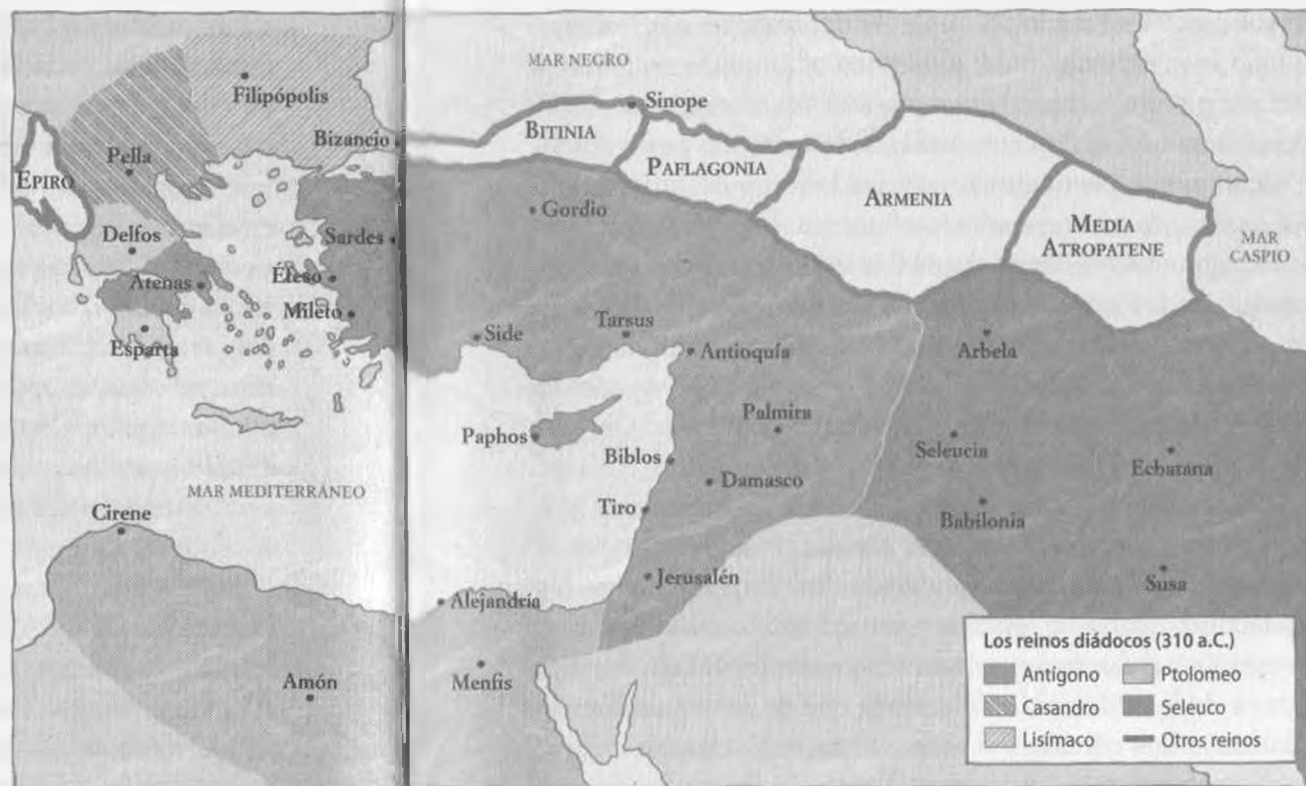 MAR NEGRO
Filipópolis
Sinope
Bizancio
BITINIA
Pella
PAFLAGONIA
EPIRO
ARMENIA
Gordio
MEDIA
ATROPATENE
Delfos
Sardes
MAR
CASPIO
Atenas
Éfeso
Mileto
Esparta
Side
Tarsus
Antioquía
Arbela
Palmira
Paphos
Biblos
Seleucia
Ecbatana
MAR MEDITERRÁNEO
Damasco
Cirene
Tiro
Babilonia
Jerusalén
Susa
Alejandría
Amón
Menfis
Los reinos diádocos (310 a.C.)
Antígono
Ptolomeo
Casandro
Seleuco
Lisímaco
Otros reinos